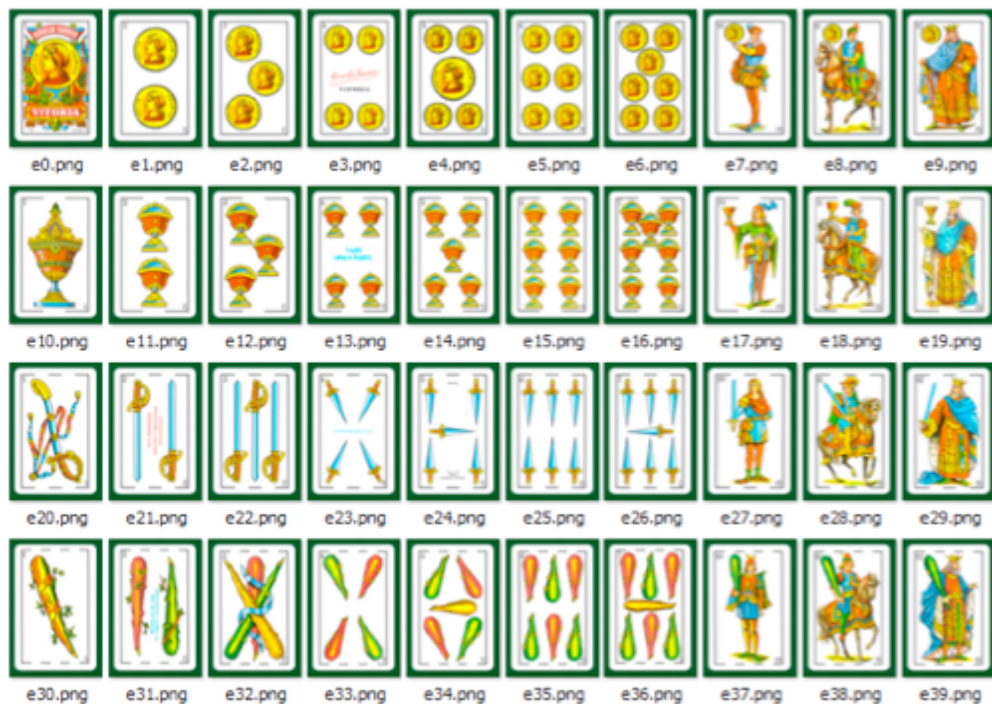 VITORIA
e0.png e1.png e2.png e3.png e4.png e5.png e6.png e7.png e8.png e9.png
e10.png e11.png e12.png e13.png e14.png e15.png e16.png e17.png e18.png e19.png
e20.png e21.png e22.png e23.png e24.png e25.png e26.png e27.png e28.png e29.png
e30.png e31.png e32.png e33.png e34.png e35.png e36.png e37.png e38.png e39.png